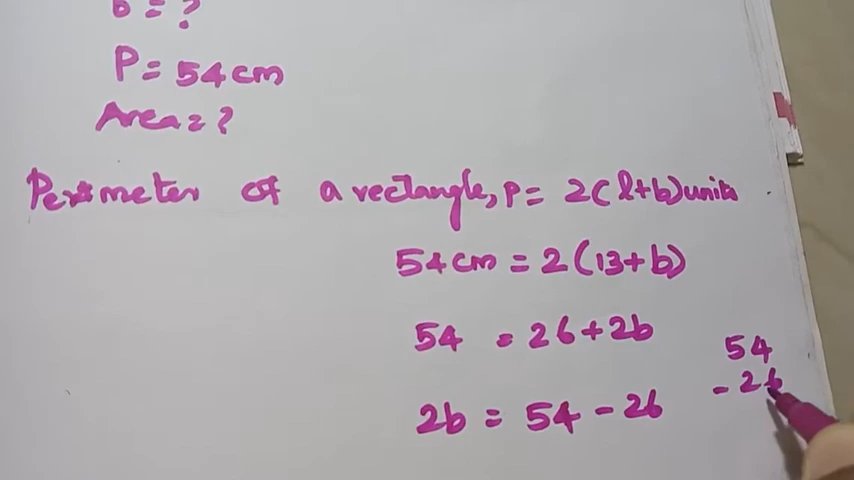 b = ?
P = 54 cm
Area = ?
Perimeter of a rectangle, P = 2(l+b) units
54 cm = 2(13+b)
54 = 26+2b
2b = 54 - 26
54
- 26